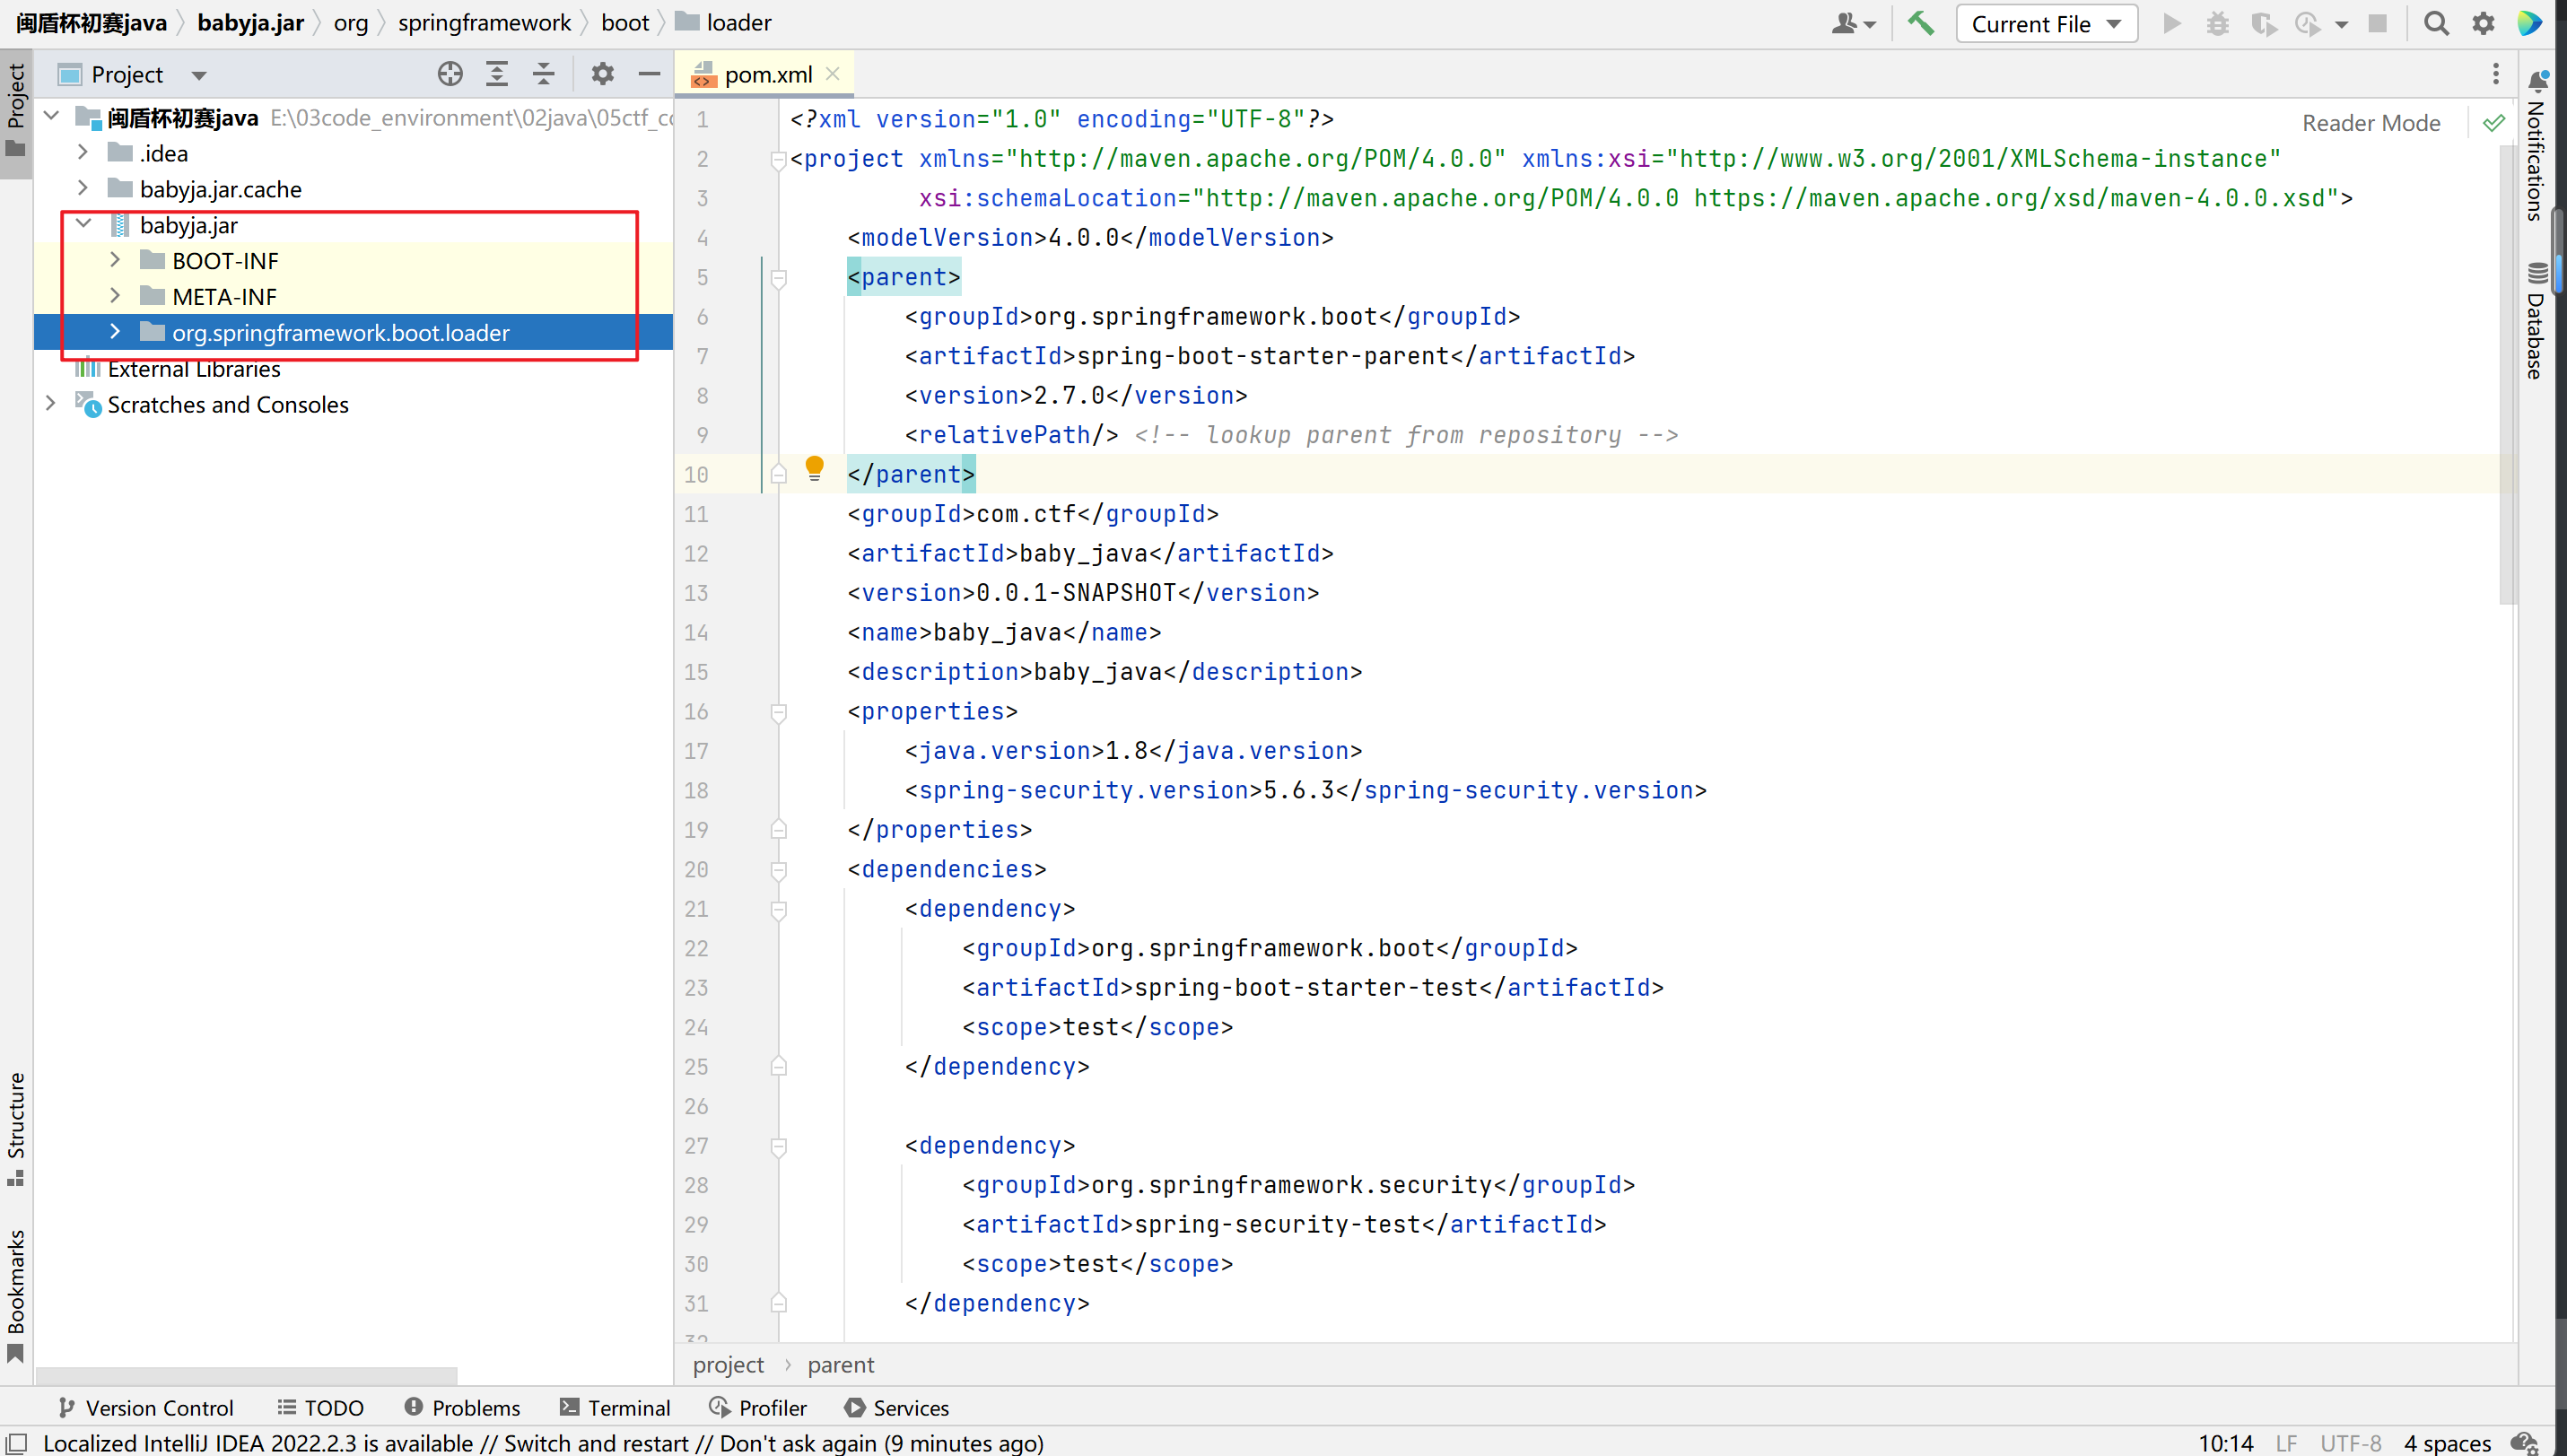 闽盾杯初赛java babyja.jar org springframework boot loader Current File
Project
Project pom.xml
闽盾杯初赛java E:\03code_environment\02java\05ctf_c
.idea
babyja.jar.cache
babyja.jar
BOOT-INF
META-INF
org.springframework.boot.loader
External Libraries
Scratches and Consoles
Structure
Bookmarks
Reader Mode
1 <?xml version="1.0" encoding="UTF-8"?>
2 <project xmlns="http://maven.apache.org/POM/4.0.0" xmlns:xsi="http://www.w3.org/2001/XMLSchema-instance"
3 xsi:schemaLocation="http://maven.apache.org/POM/4.0.0 https://maven.apache.org/xsd/maven-4.0.0.xsd">
4 <modelVersion>4.0.0</modelVersion>
5 <parent>
6 <groupId>org.springframework.boot</groupId>
7 <artifactId>spring-boot-starter-parent</artifactId>
8 <version>2.7.0</version>
9 <relativePath/> <!-- lookup parent from repository -->
10 </parent>
11 <groupId>com.ctf</groupId>
12 <artifactId>baby_java</artifactId>
13 <version>0.0.1-SNAPSHOT</version>
14 <name>baby_java</name>
15 <description>baby_java</description>
16 <properties>
17 <java.version>1.8</java.version>
18 <spring-security.version>5.6.3</spring-security.version>
19 </properties>
20 <dependencies>
21 <dependency>
22 <groupId>org.springframework.boot</groupId>
23 <artifactId>spring-boot-starter-test</artifactId>
24 <scope>test</scope>
25 </dependency>
26
27 <dependency>
28 <groupId>org.springframework.security</groupId>
29 <artifactId>spring-security-test</artifactId>
30 <scope>test</scope>
31 </dependency>
project › parent
Notifications
Database
Version Control TODO Problems Terminal Profiler Services
Localized IntelliJ IDEA 2022.2.3 is available // Switch and restart // Don't ask again (9 minutes ago) 10:14 LF UTF-8 4 spaces